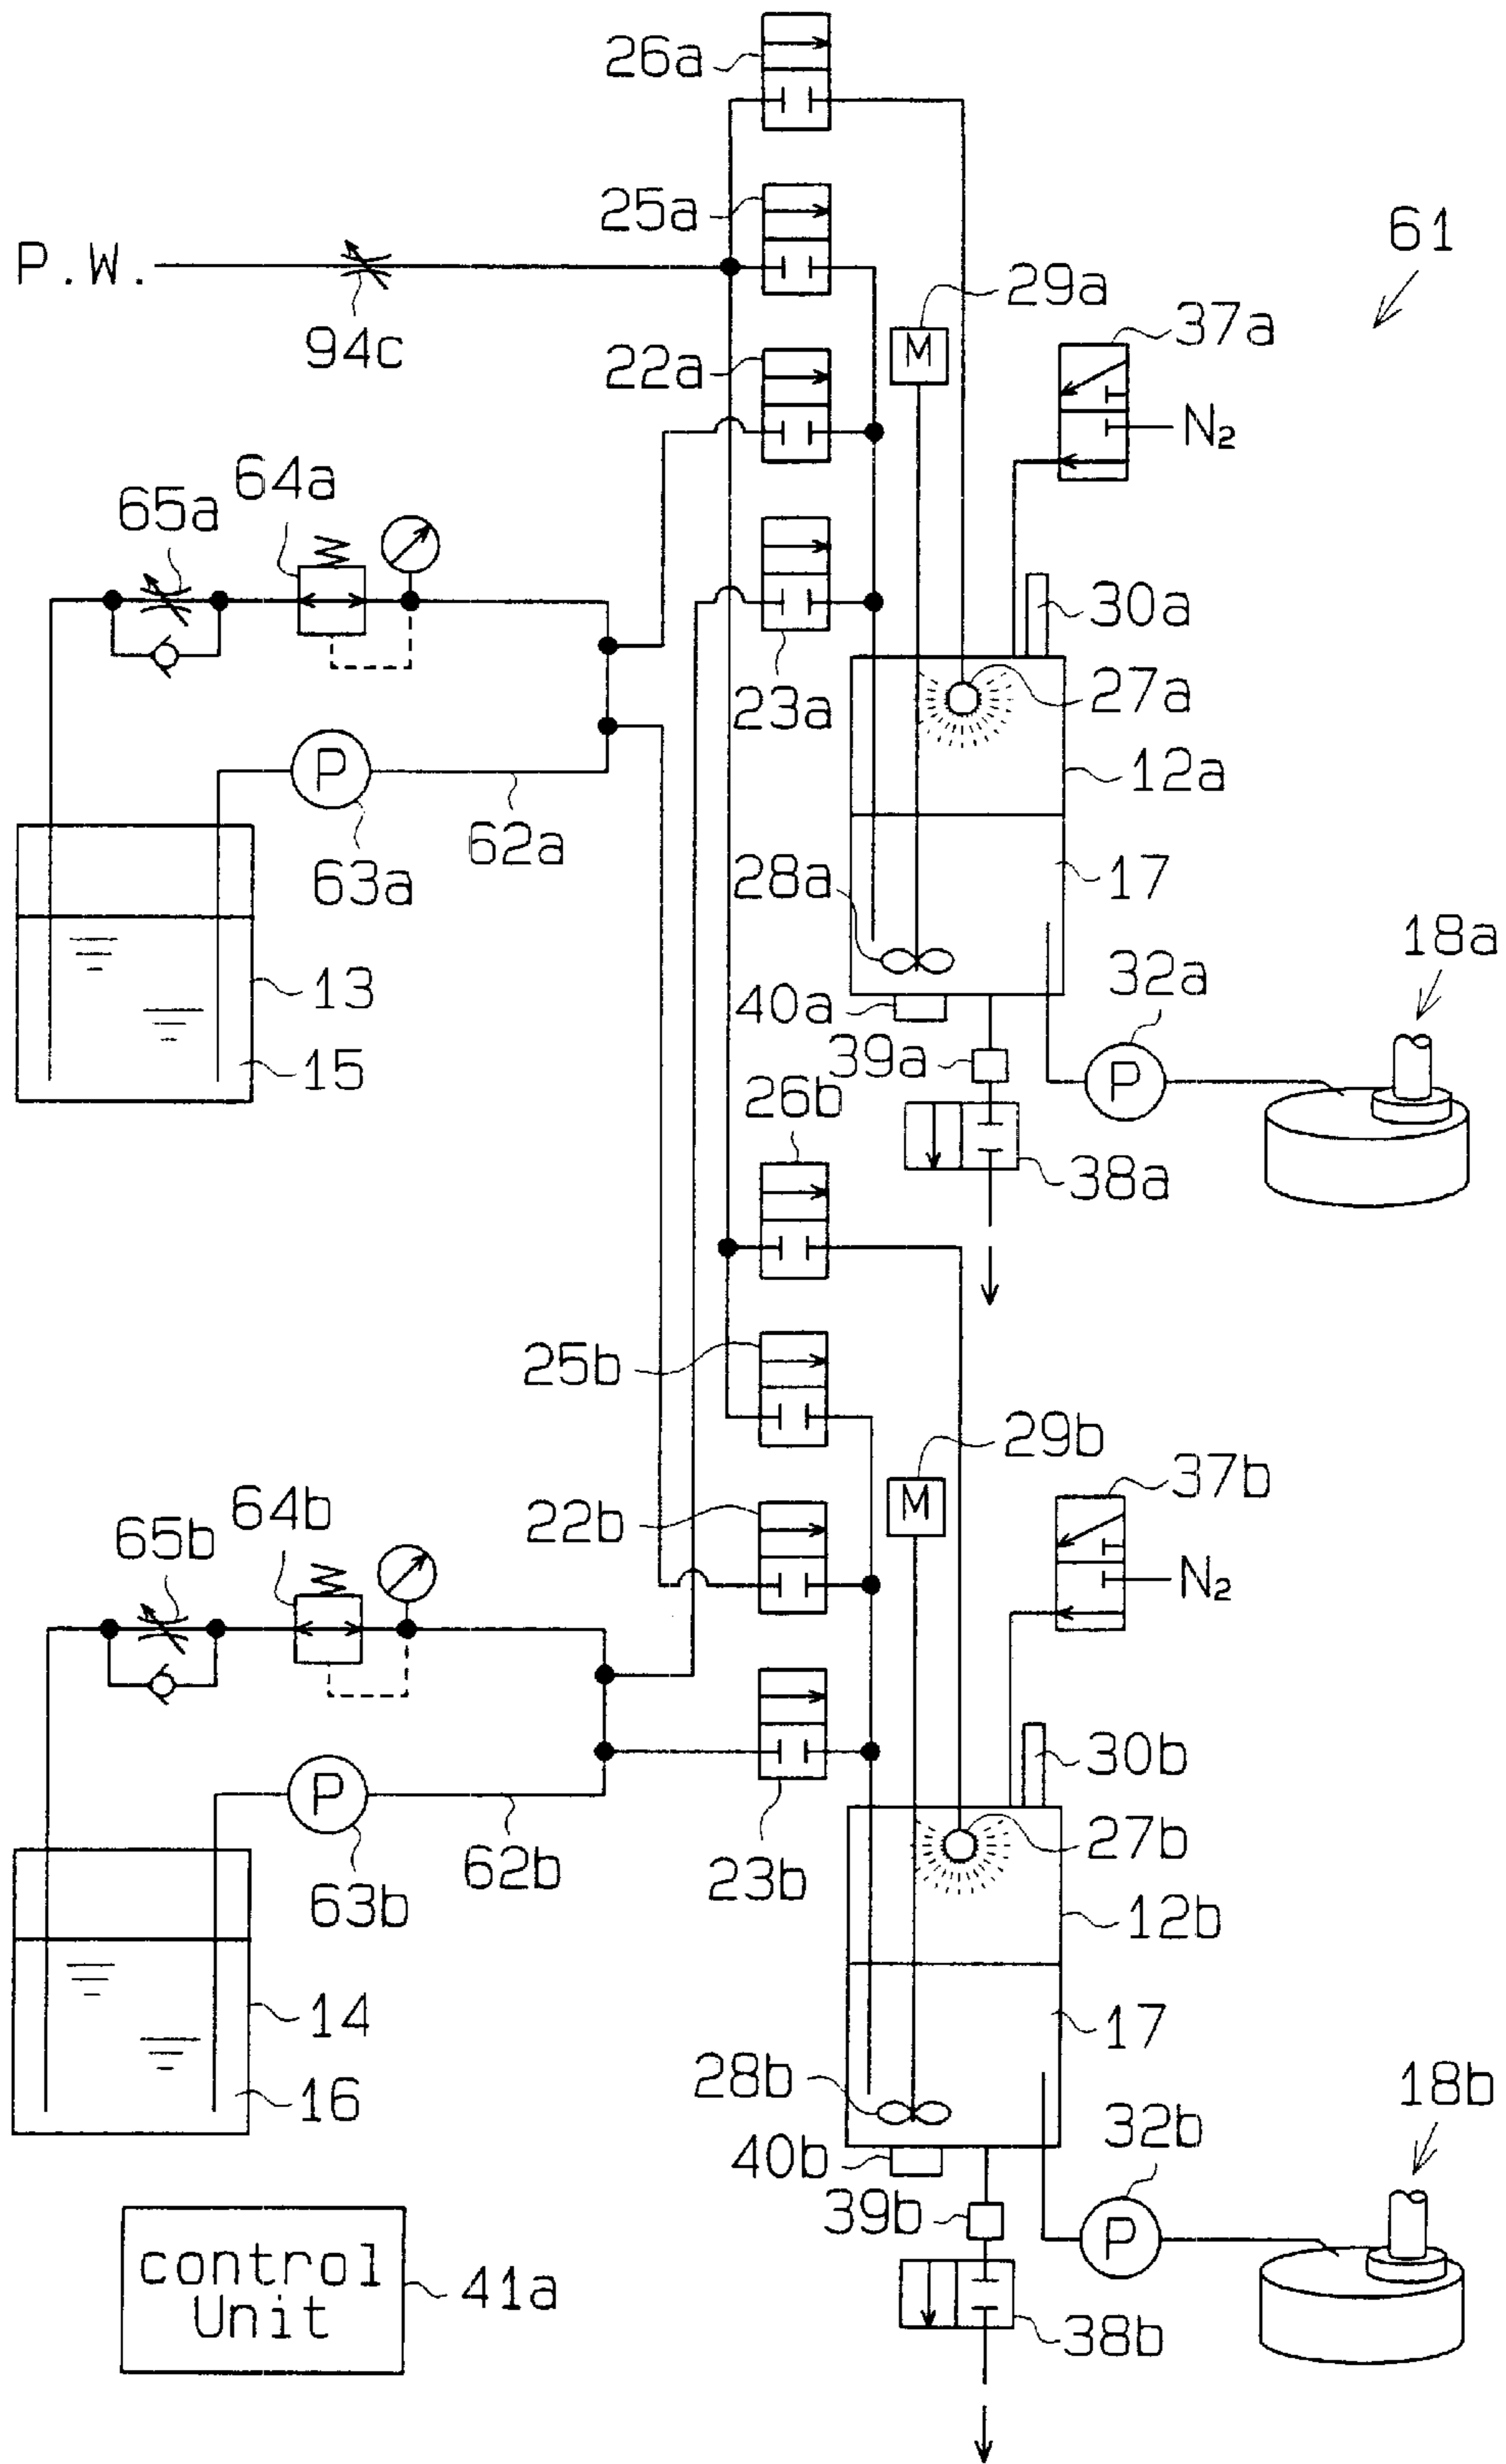 26a
25a
61
P.W.
29a
94c
37a
22a
M
N₂
64a
65a
30a
23a
27a
P
12a
62a
63a
28a
17
18a
13
32a
40a
39a
15
P
26b
38a
25b
29b
37b
64b
22b
M
65b
N₂
30b
P
27b
62b
23b
63b
12b
14
17
28b
18b
16
32b
40b
39b
P
control
Unit
41a
38b